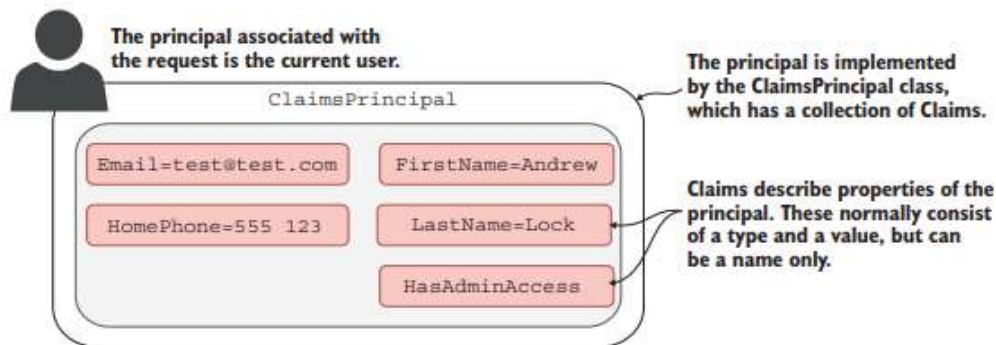 The principal associated with
the request is the current user.
ClaimsPrincipal
The principal is implemented
by the ClaimsPrincipal class,
which has a collection of Claims.
Email=test@test.com
FirstName=Andrew
HomePhone=555 123
LastName=Lock
HasAdminAccess
Claims describe properties of the
principal. These normally consist
of a type and a value, but can
be a name only.